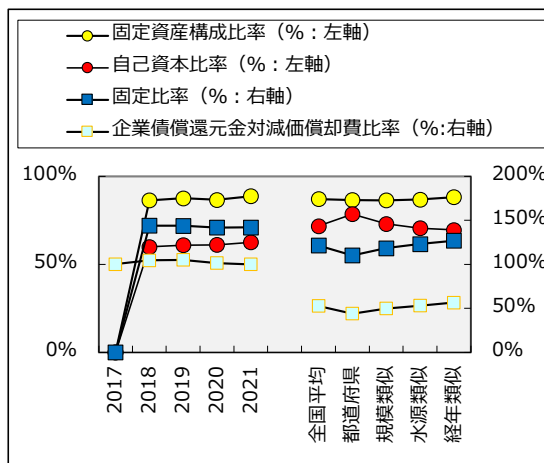 固定資産構成比率（%：左軸）
自己資本比率（%：左軸）
固定比率（%：右軸）
企業債償還元金対減価償却費比率（%:右軸）
100%
50%
0%
200%
150%
100%
50%
0%
2017
2018
2019
2020
2021
全国平均
都道府県
規模類似
水源類似
経年類似